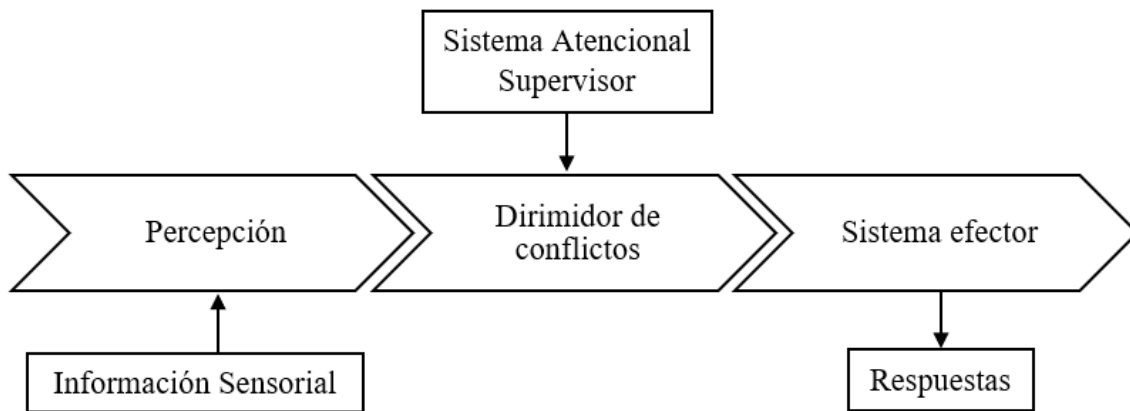 Sistema Atencional
Supervisor
Percepción
Dirimidor de
conflictos
Sistema efector
Información Sensorial
Respuestas